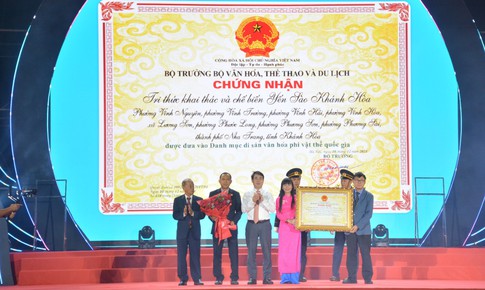 CỘNG HÒA XÃ HỘI CHỦ NGHĨA VIỆT NAM
Độc lập - Tự do - Hạnh phúc
BỘ TRƯỞNG BỘ VĂN HÓA, THỂ THAO VÀ DU LỊCH
CHỨNG NHẬN
Tri thức khai thác và chế biến Yến Sào Khánh Hòa
Phường Vĩnh Nguyên, phường Vĩnh Trường, phường Vĩnh Hải, phường Vĩnh Hòa,
xã Lương Sơn, phường Phước Long, phường Phương Sơn, phường Phương Sài,
thành phố Nha Trang, tỉnh Khánh Hòa
được đưa vào Danh mục di sản văn hóa phi vật thể quốc gia
BỘ TRƯỞNG